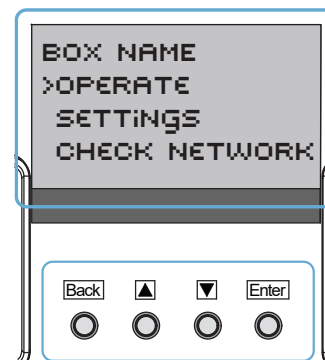 BOX NAME
>OPERATE
SETTiNGS
CHECK NETWORK
Back ▲ ▼ Enter